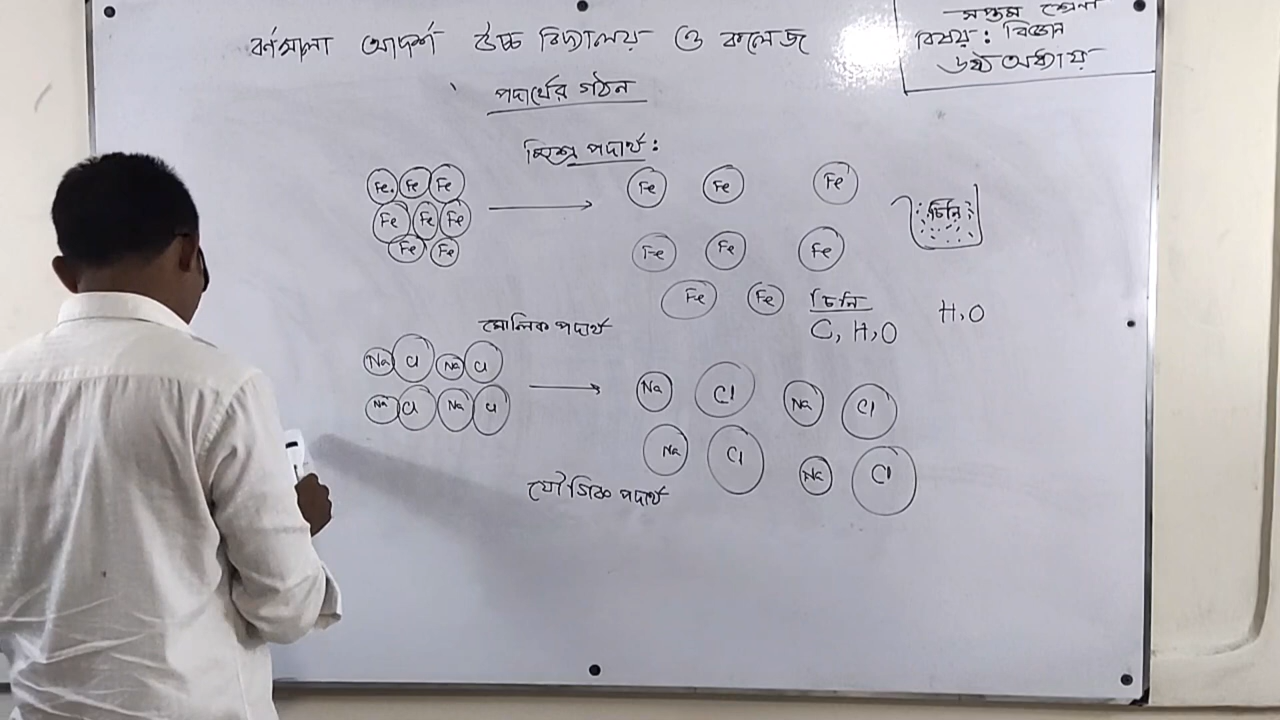 বর্ণমালা আদর্শ উচ্চ বিদ্যালয় ও কলেজ
সপ্তম শ্রেণী
বিষয় : বিজ্ঞান
৬ষ্ঠ অধ্যায়
পদার্থের গঠন
মিশ্র পদার্থ :
Fe Fe Fe
Fe Fe Fe
Fe Fe
Fe Fe Fe
Fe Fe Fe
Fe Fe
চিনি
মৌলিক পদার্থ
চিনি
C, H, O
H, O
Na Cl Na Cl
Na Cl Na Cl
Na Cl Na Cl
Na Cl Na Cl
যৌগিক পদার্থ